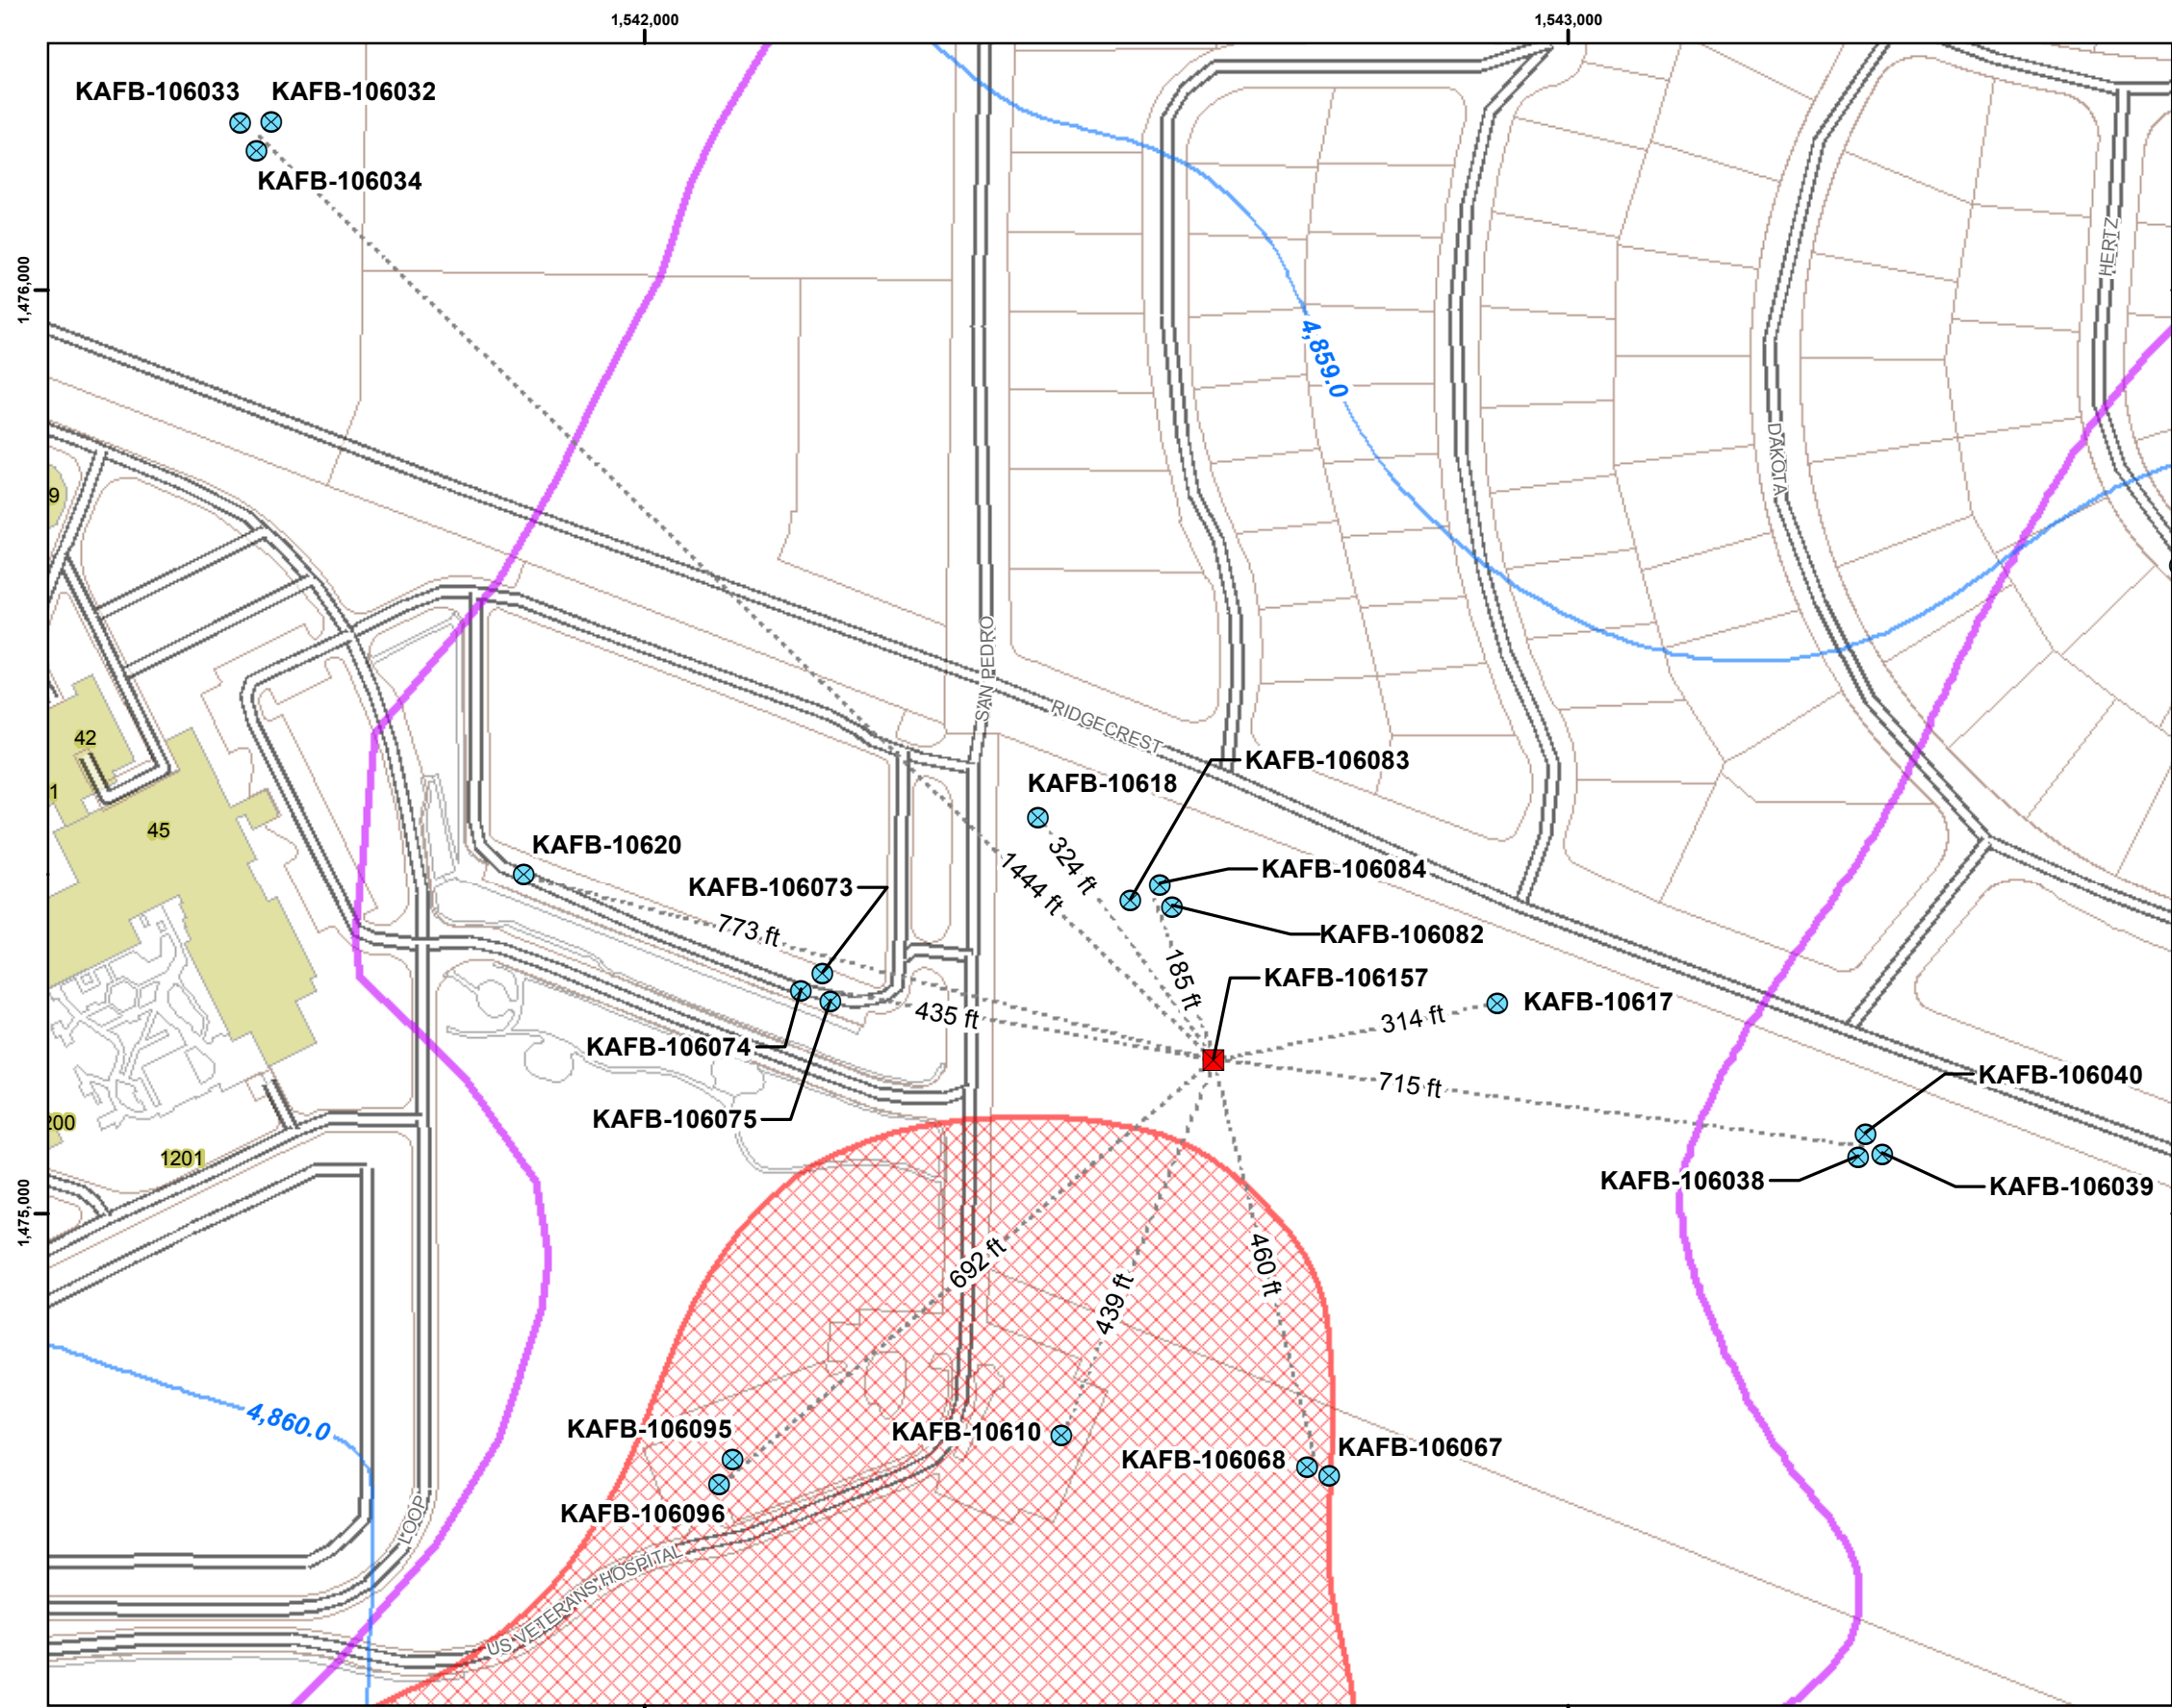 1,542,000
1,543,000
KAFB-106033
KAFB-106032
KAFB-106034
1,476,000
HERTZ
4,859.0
DAKOTA
9
SAN PEDRO
RIDGECREST
42
KAFB-106083
KAFB-10618
1
45
KAFB-10620
324 ft
1444 ft
KAFB-106084
KAFB-106073
773 ft
KAFB-106082
185 ft
KAFB-106157
435 ft
314 ft
KAFB-10617
KAFB-106074
715 ft
KAFB-106040
KAFB-106075
200
1201
KAFB-106038
KAFB-106039
1,475,000
692 ft
439 ft
460 ft
4,860.0
KAFB-106095
KAFB-10610
KAFB-106068
KAFB-106067
KAFB-106096
LOOP
US VETERANS HOSPITAL